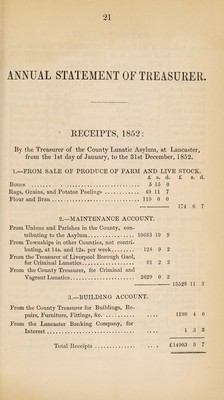 21
ANNUAL STATEMENT OF TREASURER.
RECEIPTS, 1852:
By the Treasurer of the County Lunatic Asylum, at Lancaster,
from the 1st day of January, to the 31st December, 1852.
1.—FROM SALE OF PRODUCE OF FARM AND LIVE STOCK.
£ s. d. £ s. d.
Bones 5 15 0
Rags, Grains, and Potatoe Peelings 49 11 7
Flour and Bran 119 0 0
174 6 7
2.—MAINTENANCE ACCOUNT.
From Unions and Parishes in the County, con-
tributing to the Asylum 9
From Townships in other Counties, not contri-
buting, at 14s. and 12s. per week 124 9 2
From the Treasurer of Liverpool Borough Gaol,
for Criminal Lunatics 2 2
From the County Treasurer, for Criminal and
Vagrant Lunatics 2629 0 2
13529 11 3
3.—BUILDING ACCOUNT.
From the County Treasurer for Buildings, Re-
pairs, Furniture, Fittings, &c. 4
From the Lancaster Banking Company, for
Interest 1 3 3
Total Receipts £14903 5 7